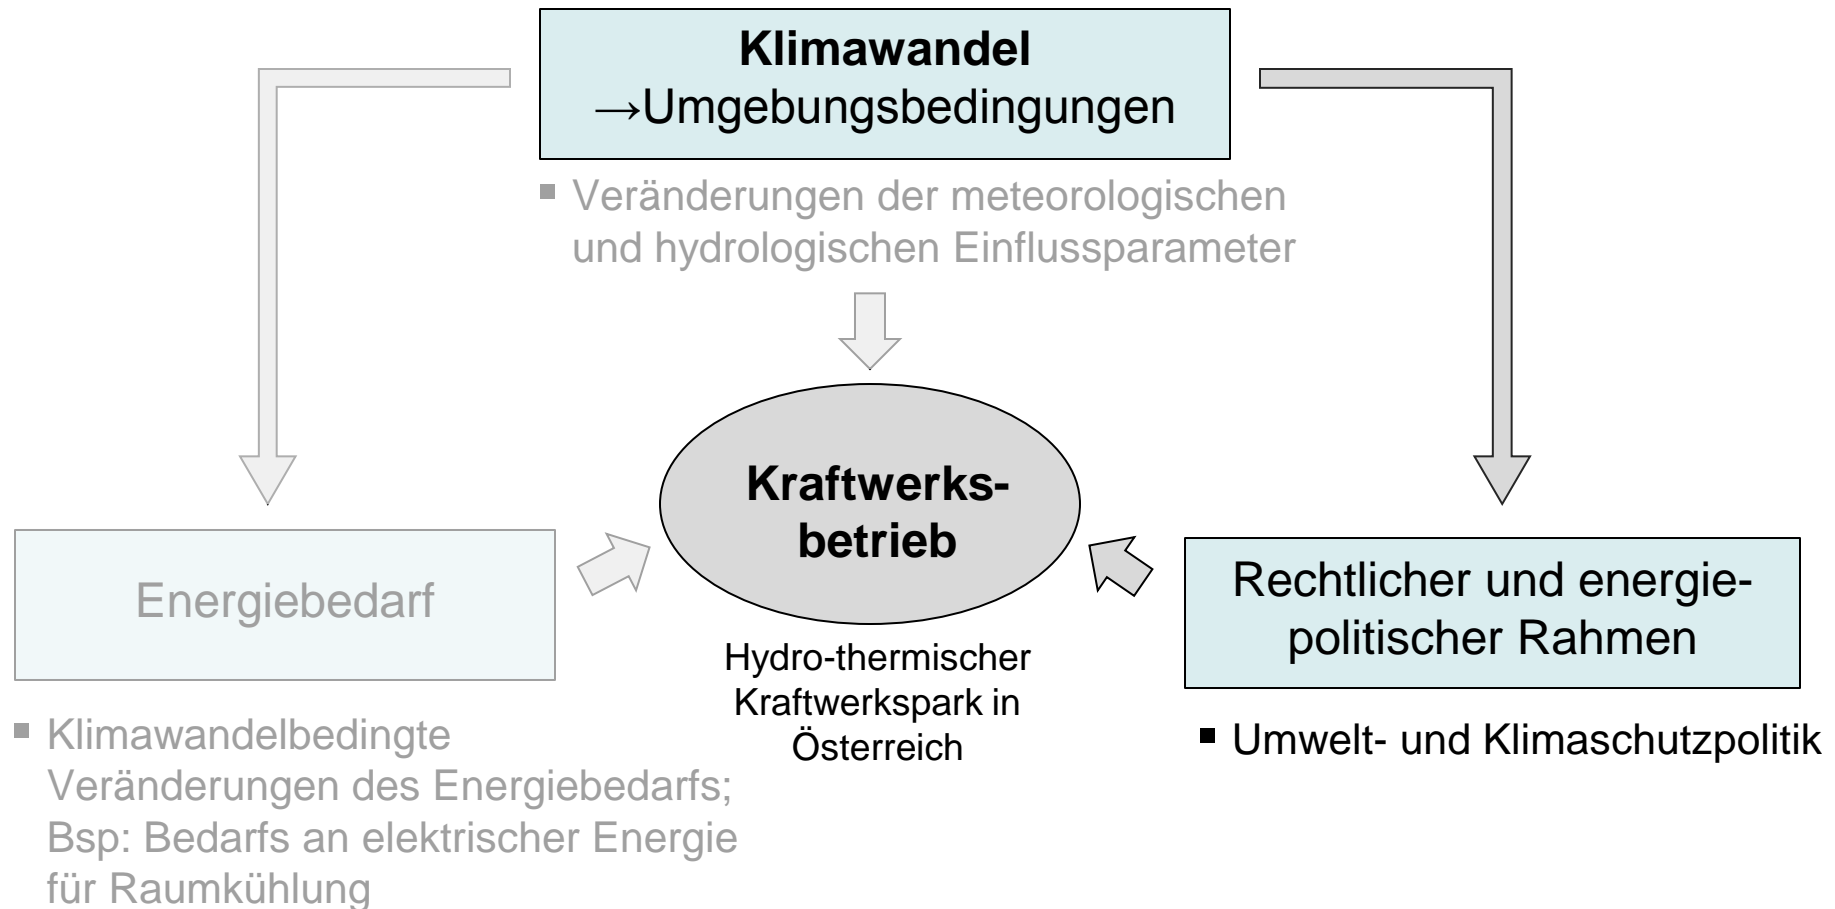 Klimawandel
→Umgebungsbedingungen
▪ Veränderungen der meteorologischen
und hydrologischen Einflussparameter
Kraftwerks-
betrieb
Hydro-thermischer
Kraftwerkspark in
Österreich
Energiebedarf
▪ Klimawandelbedingte
Veränderungen des Energiebedarfs;
Bsp: Bedarfs an elektrischer Energie
für Raumkühlung
Rechtlicher und energie-
politischer Rahmen
▪ Umwelt- und Klimaschutzpolitik